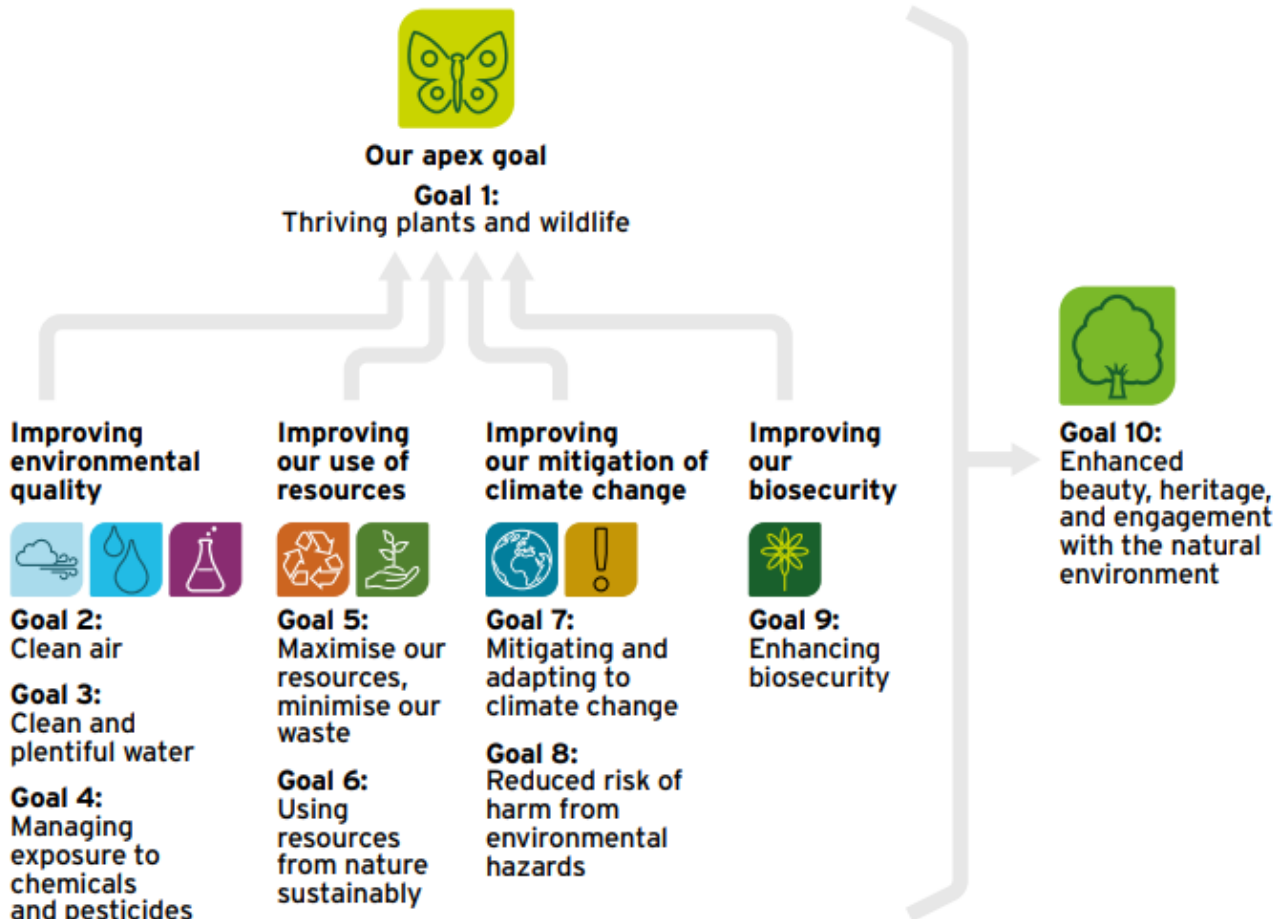 Our apex goal
Goal 1:
Thriving plants and wildlife
Improving
environmental
quality
Goal 2:
Clean air
Goal 3:
Clean and
plentiful water
Goal 4:
Managing
exposure to
chemicals
and pesticides
Improving
our use of
resources
Goal 5:
Maximise our
resources,
minimise our
waste
Goal 6:
Using
resources
from nature
sustainably
Improving
our mitigation of
climate change
Goal 7:
Mitigating and
adapting to
climate change
Goal 8:
Reduced risk of
harm from
environmental
hazards
Improving
our
biosecurity
Goal 9:
Enhancing
biosecurity
Goal 10:
Enhanced
beauty, heritage,
and engagement
with the natural
environment